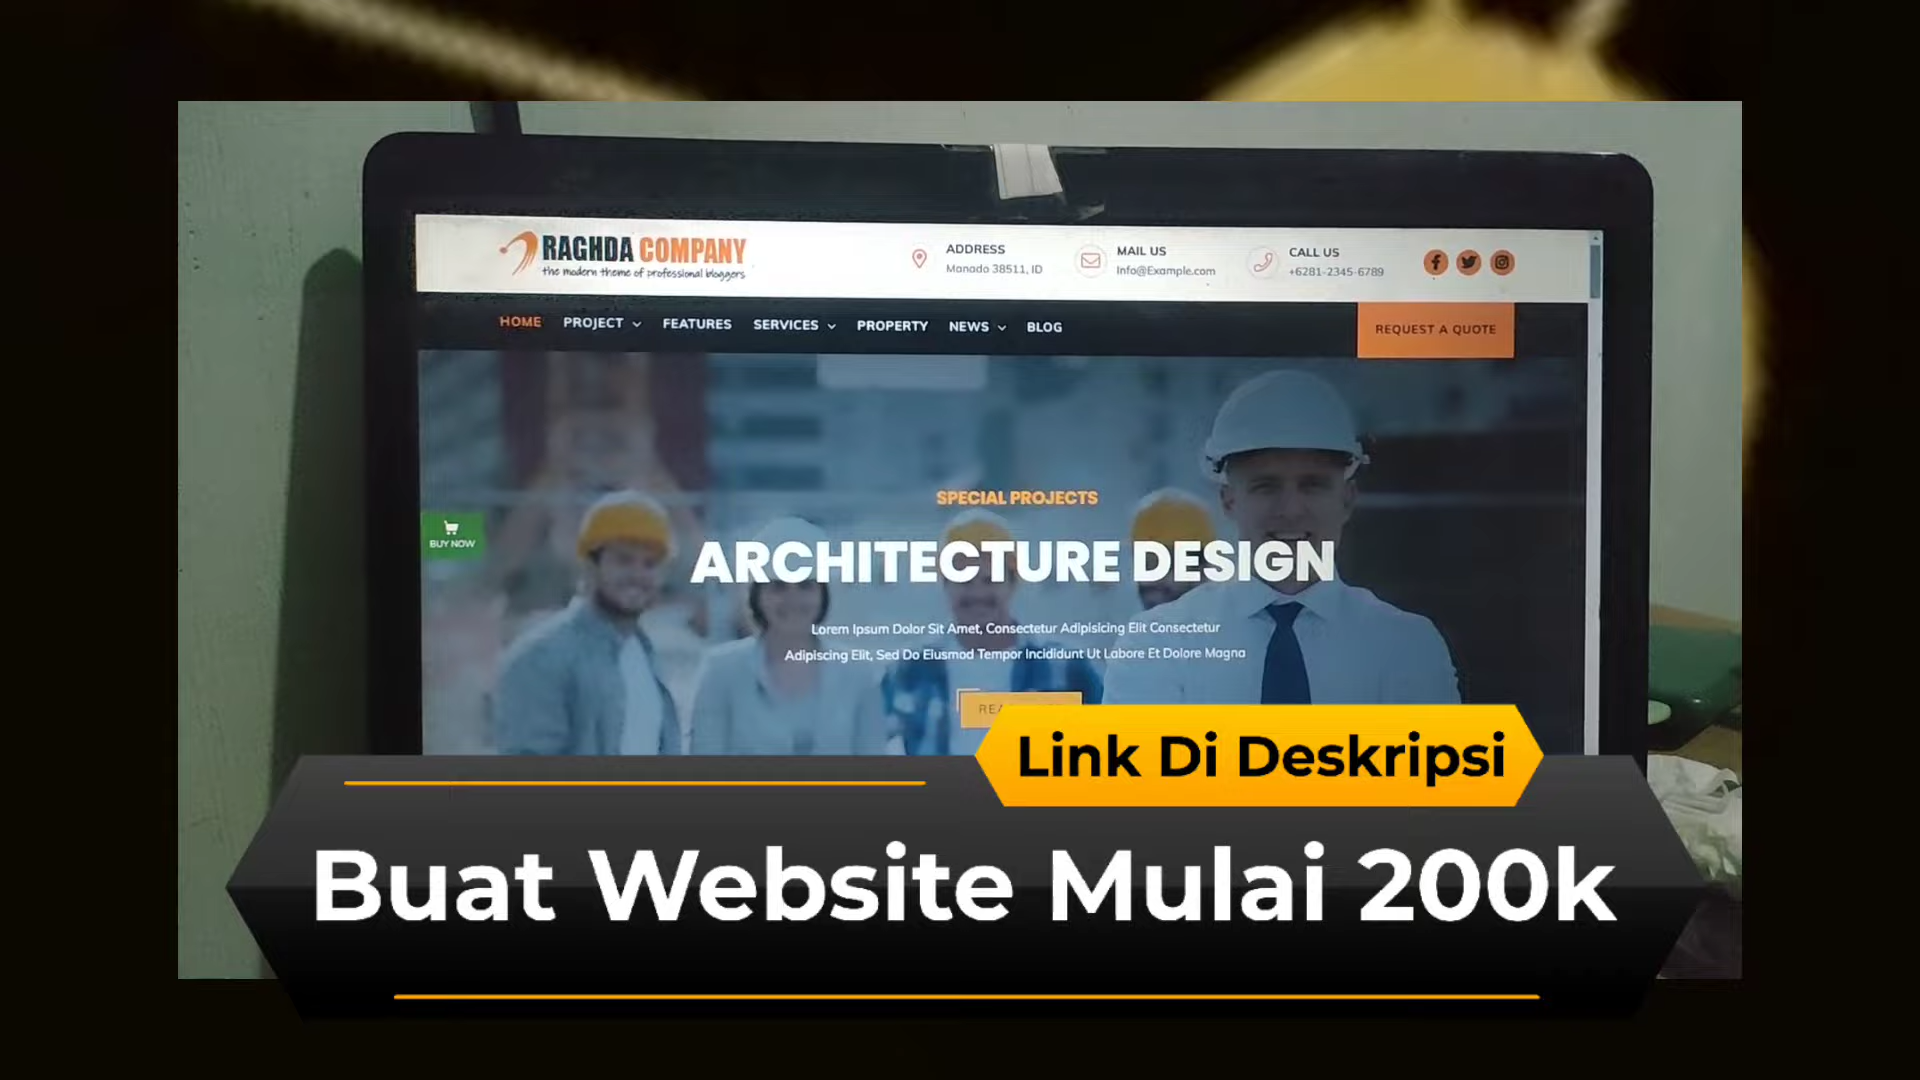 RAGHDA COMPANY
the modern theme of professional bloggers
ADDRESS
Manado 38511, ID
MAIL US
Info@Example.com
CALL US
+6281-2345-6789
HOME PROJECT FEATURES SERVICES PROPERTY NEWS BLOG
REQUEST A QUOTE
SPECIAL PROJECTS
BUY NOW
ARCHITECTURE DESIGN
Lorem Ipsum Dolor Sit Amet, Consectetur Adipisicing Elit Consectetur
Adipiscing Elit, Sed Do Eiusmod Tempor Incididunt Ut Labore Et Dolore Magna
Link Di Deskripsi
Buat Website Mulai 200k